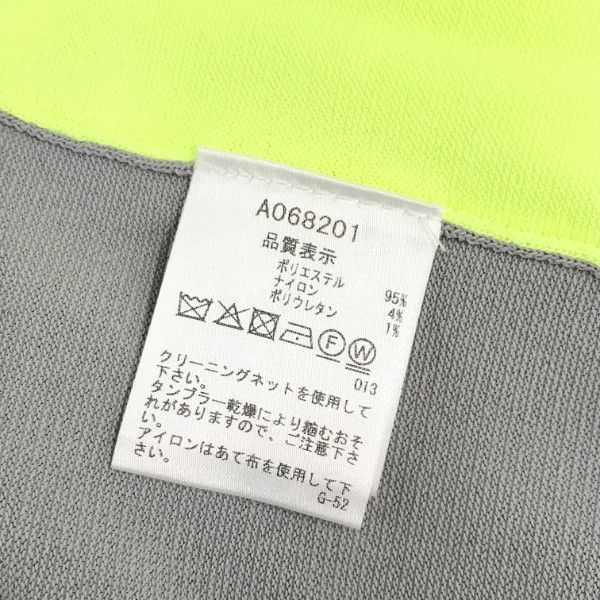 A068201
品質表示
ポリエステル 95%
ナイロン 4%
ポリウレタン 1%
F W
013
クリーニングネットを使用して
下さい。
タンブラー乾燥により縮むおそ
れがありますので、ご注意下さ
い。
アイロンはあて布を使用して下
G-52